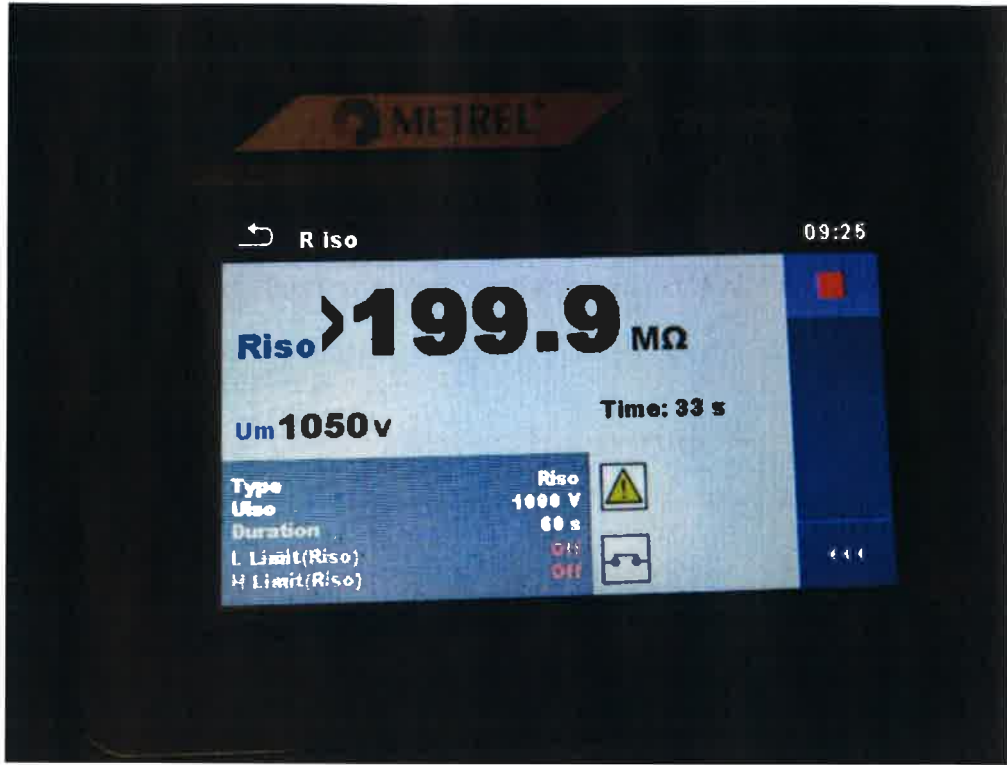 METREL
R iso 09:25
Riso >199.9 MΩ
Um 1050 V Time: 33 s
Type Riso
Uiso 1000 V
Duration 60 s
L Limit(Riso) Off
H Limit(Riso) Off